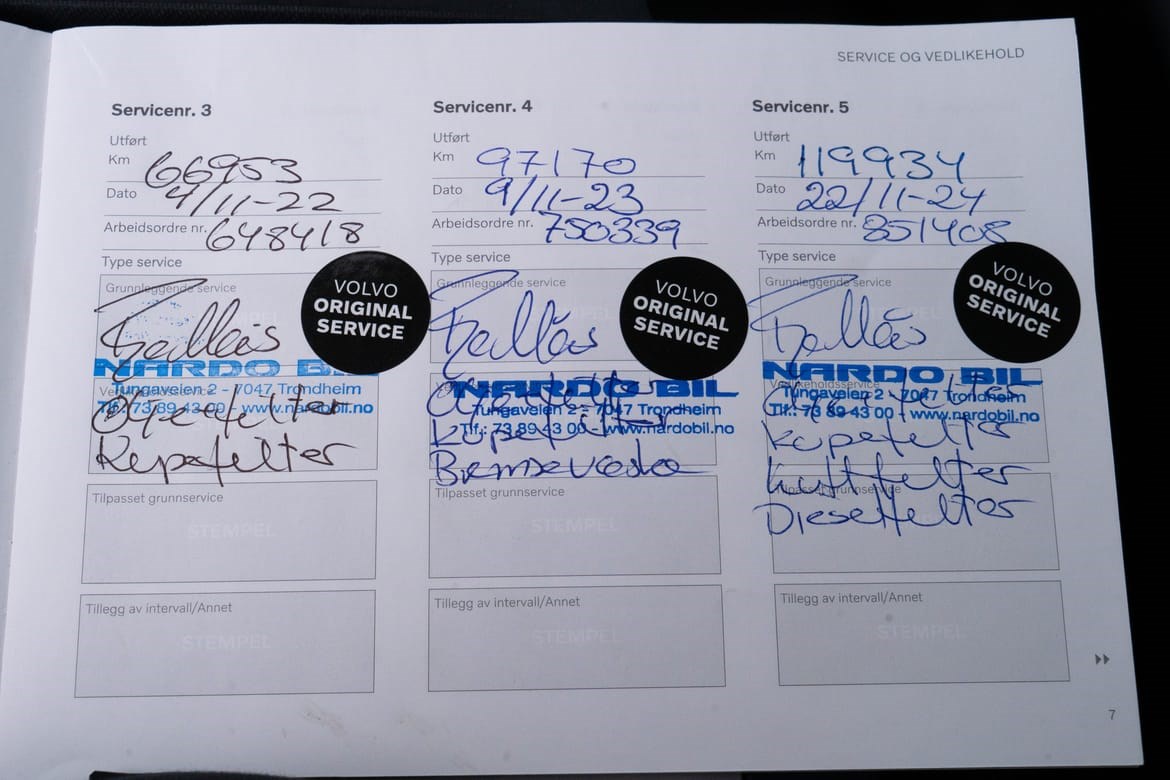 SERVICE OG VEDLIKEHOLD
Servicenr. 3
Utført
Km 66953
Dato 4/11-22
Arbeidsordre nr. 648418
Type service
Grunnleggende service
VOLVO
ORIGINAL
SERVICE
NARDO BIL
Tungaveien 2 - 7047 Trondheim
Tlf.: 73 89 43 00 - www.nardobil.no
Oljefilter
Kupefilter
Tilpasset grunnservice
STEMPEL
Tillegg av intervall/Annet
STEMPEL
Servicenr. 4
Utført
Km 97170
Dato 9/11-23
Arbeidsordre nr. 750339
Type service
Grunnleggende service
VOLVO
ORIGINAL
SERVICE
NARDO BIL
Oljefilter
Tungaveien 2 - 7047 Trondheim
Kupefilter
Tlf.: 73 89 43 00 - www.nardobil.no
Bremsevæske
Tilpasset grunnservice
STEMPEL
Tillegg av intervall/Annet
STEMPEL
Servicenr. 5
Utført
Km 119934
Dato 22/11-24
Arbeidsordre nr. 851408
Type service
Grunnleggende service
VOLVO
ORIGINAL
SERVICE
NARDO BIL
Vedlikeholdsservice
Tungaveien 2 - 7047 Trondheim
Oljefilter
Tlf.: 73 89 43 00 - www.nardobil.no
Kupefilter
Luftfilter
Tilpasset grunnservice
Dieselfilter
Tillegg av intervall/Annet
STEMPEL
7